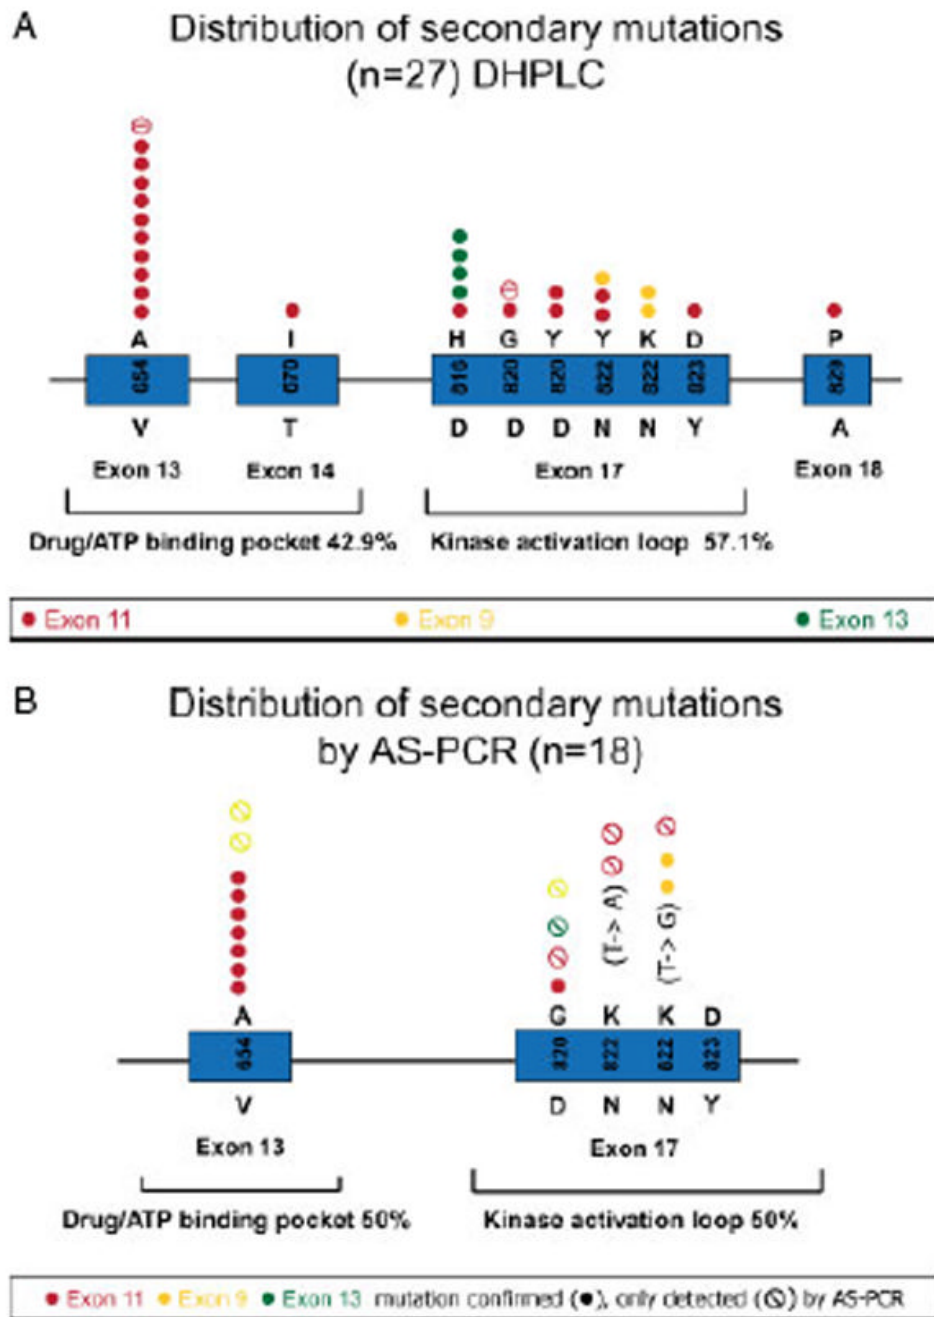 A
Distribution of secondary mutations
(n=27) DHPLC
A I H G Y Y K D P
654 670 816 820 820 822 822 823 829
V T D D D N N Y A
Exon 13 Exon 14 Exon 17 Exon 18
Drug/ATP binding pocket 42.9% Kinase activation loop 57.1%
Exon 11 Exon 9 Exon 13
B
Distribution of secondary mutations
by AS-PCR (n=18)
(T-> A) (T-> G)
A G K K D
654 820 822 822 823
V D N N Y
Exon 13 Exon 17
Drug/ATP binding pocket 50% Kinase activation loop 50%
Exon 11 Exon 9 Exon 13 mutation confirmed (●), only detected (⃠) by AS-PCR